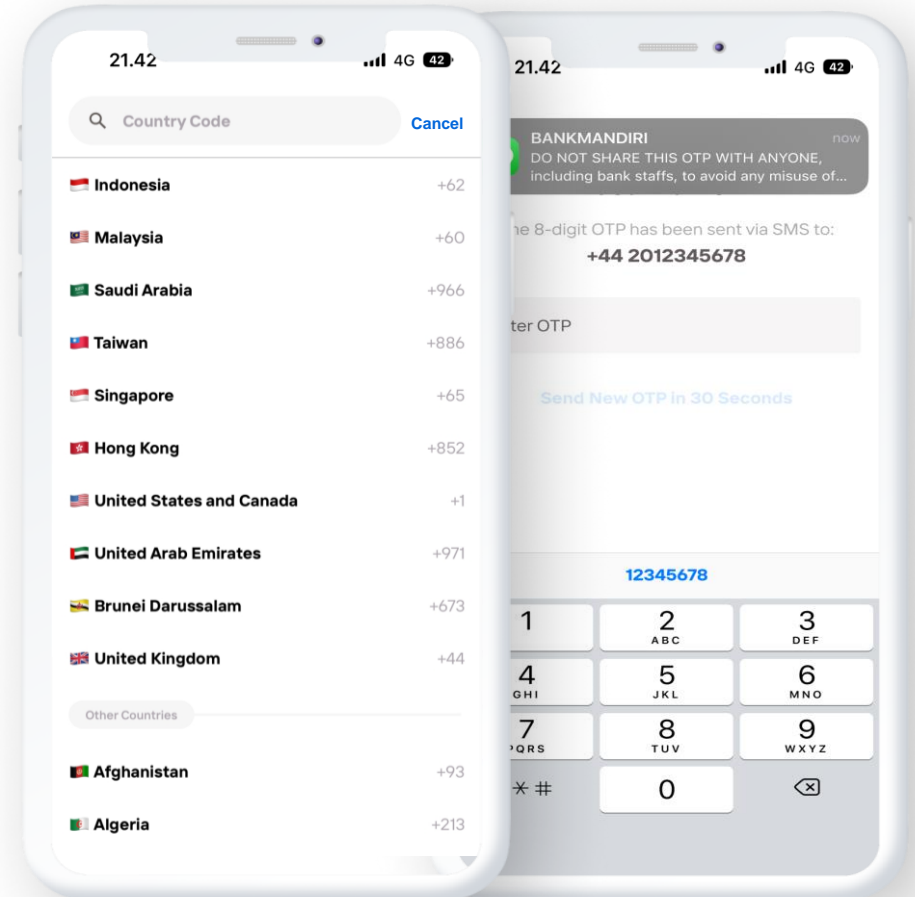 21.42
4G 42
Country Code
Cancel
Indonesia +62
Malaysia +60
Saudi Arabia +966
Taiwan +886
Singapore +65
Hong Kong +852
United States and Canada +1
United Arab Emirates +971
Brunei Darussalam +673
United Kingdom +44
Other Countries
Afghanistan +93
Algeria +213
21.42
4G 42
BANKMANDIRI now
DO NOT SHARE THIS OTP WITH ANYONE,
including bank staffs, to avoid any misuse of...
8-digit OTP has been sent via SMS to:
+44 2012345678
OTP
Send New OTP in 30 Seconds
12345678
1 2 3
ABC DEF
4 5 6
GHI JKL MNO
7 8 9
PQRS TUV WXYZ
* # 0